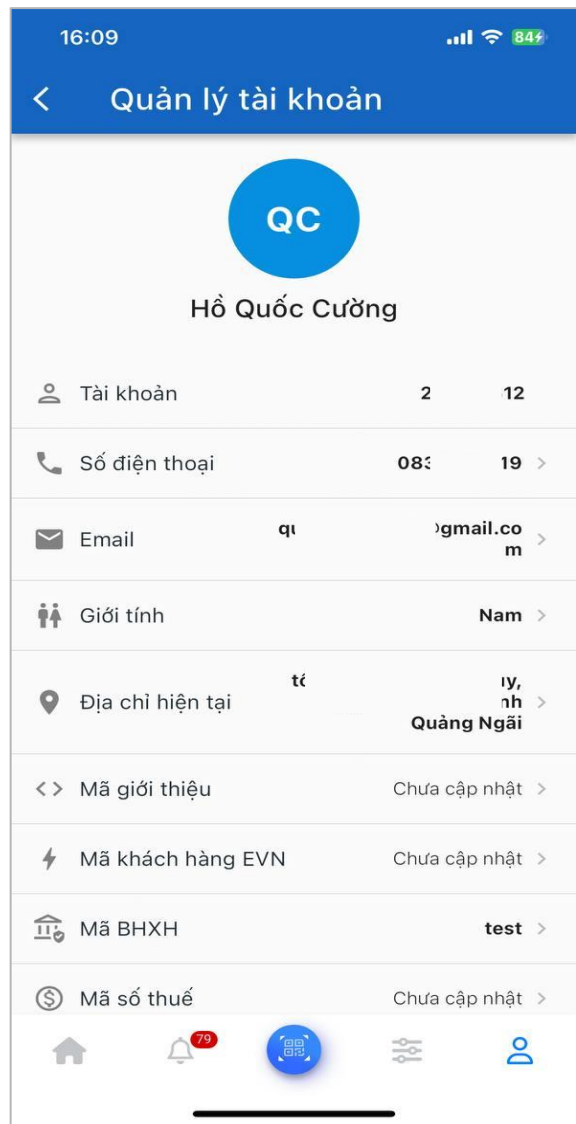 16:09
84
Quản lý tài khoản
QC
Hồ Quốc Cường
Tài khoản 2 12
Số điện thoại 083 19
Email @gmail.co
m
Giới tính Nam
Địa chỉ hiện tại
Quảng Ngãi
Mã giới thiệu Chưa cập nhật
Mã khách hàng EVN Chưa cập nhật
Mã BHXH test
Mã số thuế Chưa cập nhật
79